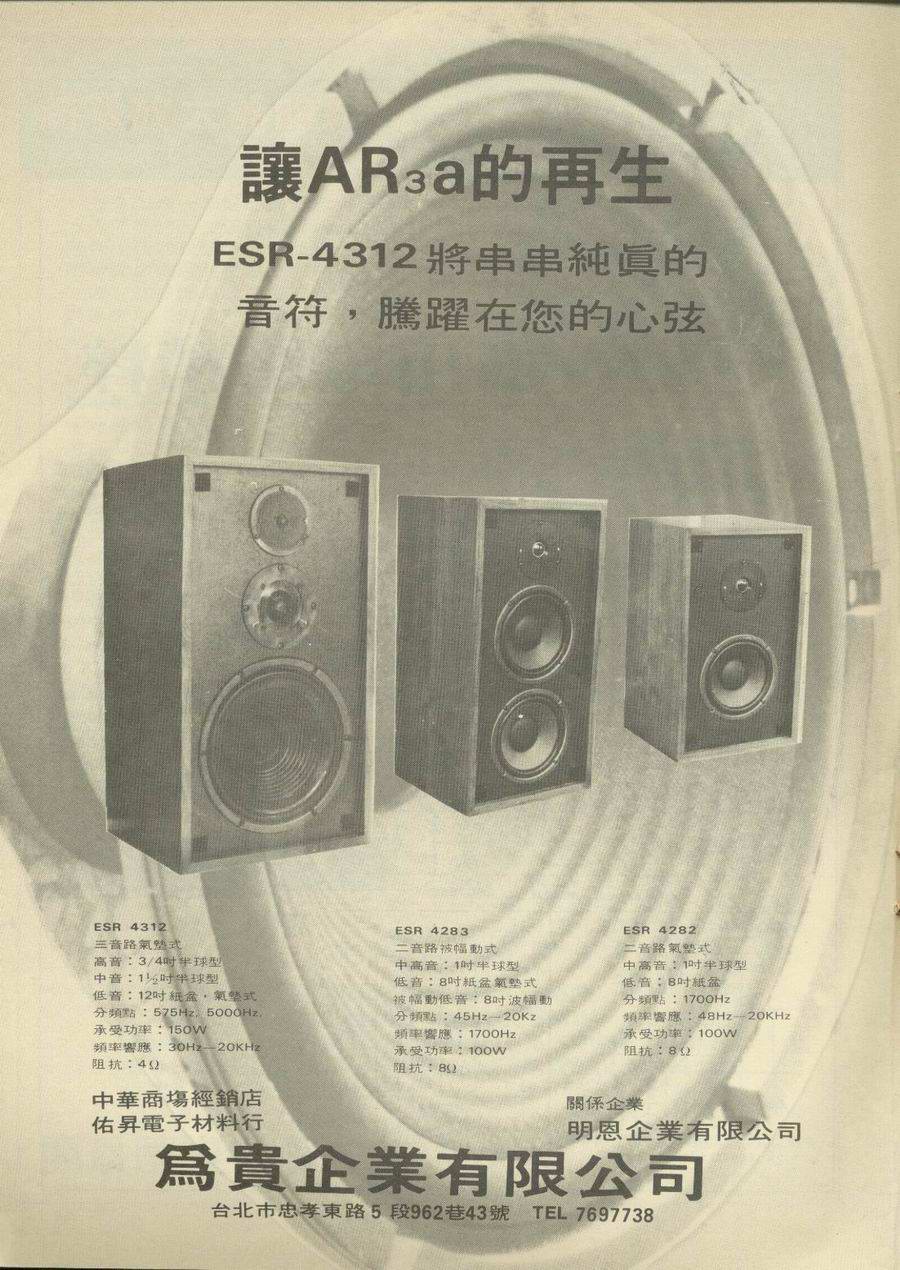 讓AR3a的再生
ESR-4312將串串純眞的
音符，騰躍在您的心弦
ESR 4312
三音路氣墊式
高音：3/4吋半球型
中音：1½吋半球型
低音：12吋紙盆・氣墊式
分頻點：575Hz, 5000Hz,
承受功率：150W
頻率響應：30Hz—20KHz
阻抗：4Ω
ESR 4283
二音路被幅動式
中高音：1吋半球型
低音：8吋紙盆氣墊式
被幅動低音：8吋波幅動
分頻點：45Hz—20Kz
頻率響應：1700Hz
承受功率：100W
阻抗：8Ω
ESR 4282
二音路氣墊式
中高音：1吋半球型
低音：8吋紙盆
分頻點：1700Hz
頻率響應：48Hz—20KHz
承受功率：100W
阻抗：8Ω
中華商塲經銷店
佑昇電子材料行
關係企業
明恩企業有限公司
爲貴企業有限公司
台北市忠孝東路5段962巷43號 TEL 7697738